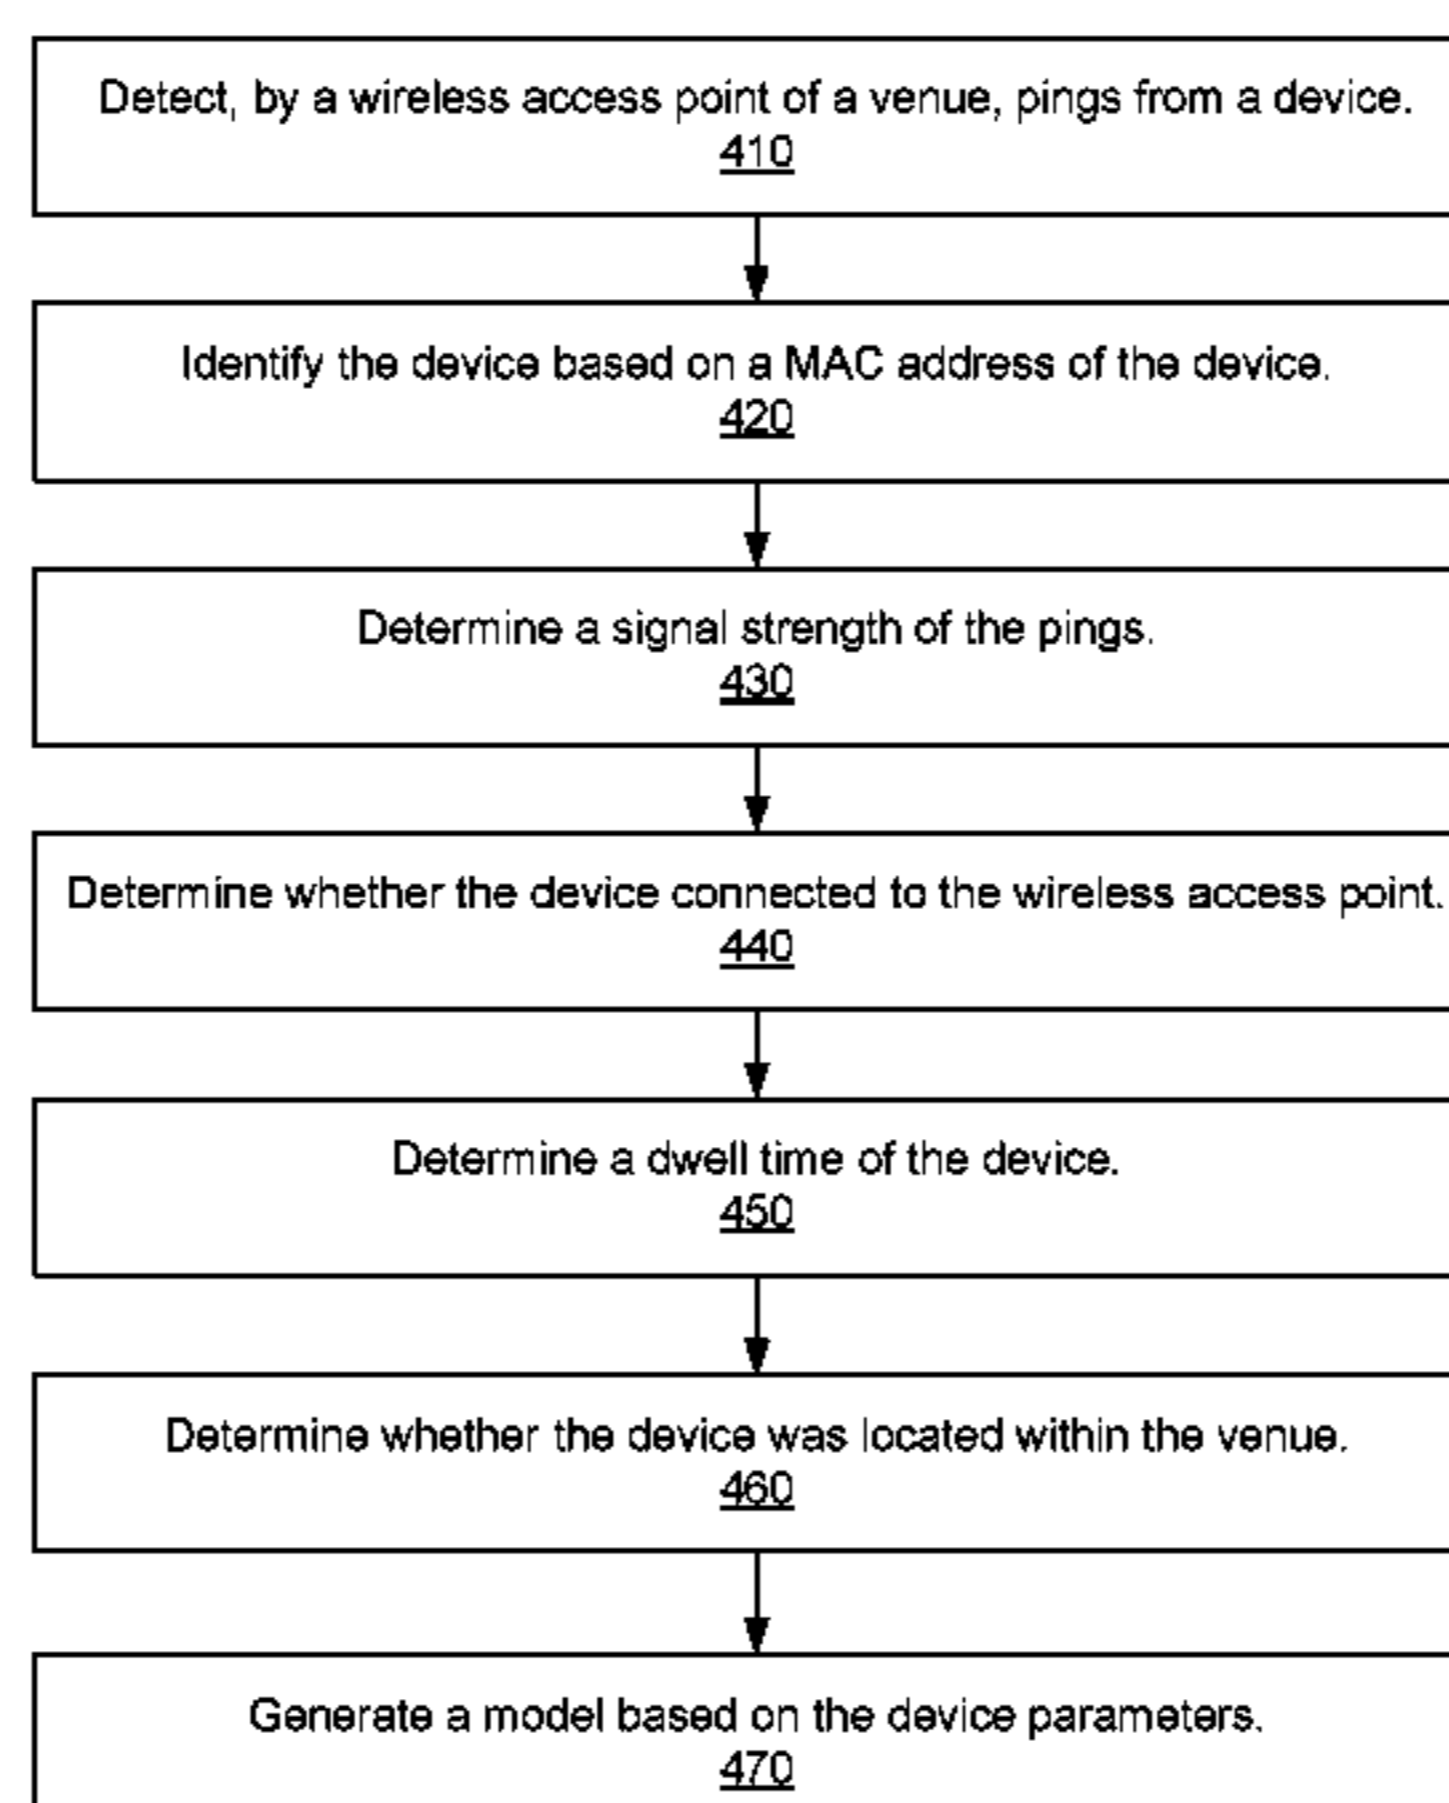 Detect, by a wireless access point of a venue, pings from a device.
410
Identify the device based on a MAC address of the device.
420
Determine a signal strength of the pings.
430
Determine whether the device connected to the wireless access point.
440
Determine a dwell time of the device.
450
Determine whether the device was located within the venue.
460
Generate a model based on the device parameters.
470